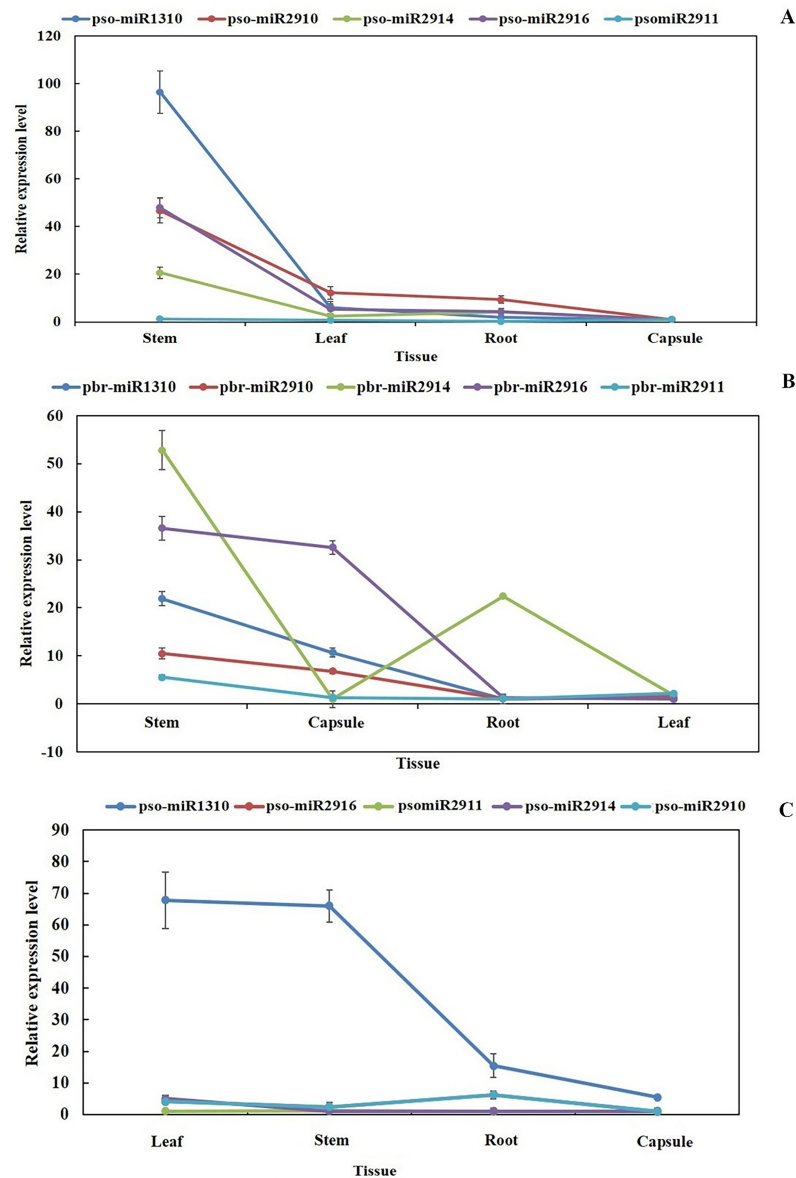 pso-miR1310 pso-miR2910 pso-miR2914 pso-miR2916 psomiR2911
A
120
100
80
60
40
20
0
Relative expression level
Stem Leaf Root Capsule
Tissue
pbr-miR1310 pbr-miR2910 pbr-miR2914 pbr-miR2916 pbr-miR2911
B
60
50
40
30
20
10
0
-10
Relative expression level
Stem Capsule Root Leaf
Tissue
pso-miR1310 pso-miR2916 psomiR2911 pso-miR2914 pso-miR2910
C
90
80
70
60
50
40
30
20
10
0
Relative expression level
Leaf Stem Root Capsule
Tissue